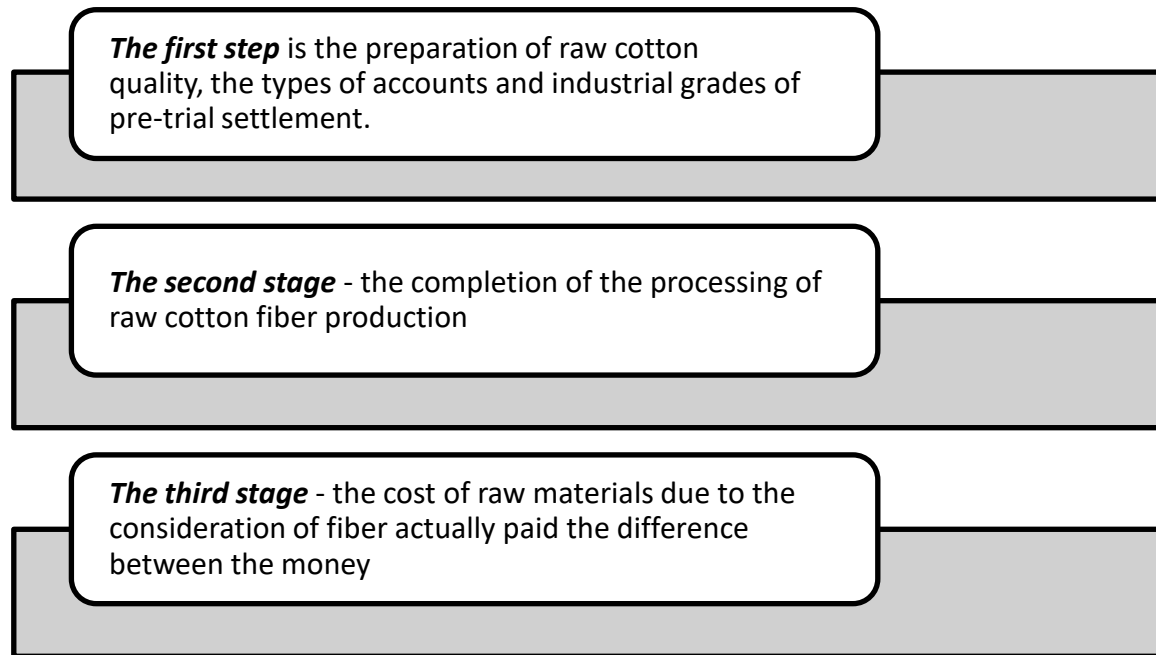 The first step is the preparation of raw cotton
quality, the types of accounts and industrial grades of
pre-trial settlement.
The second stage - the completion of the processing of
raw cotton fiber production
The third stage - the cost of raw materials due to the
consideration of fiber actually paid the difference
between the money